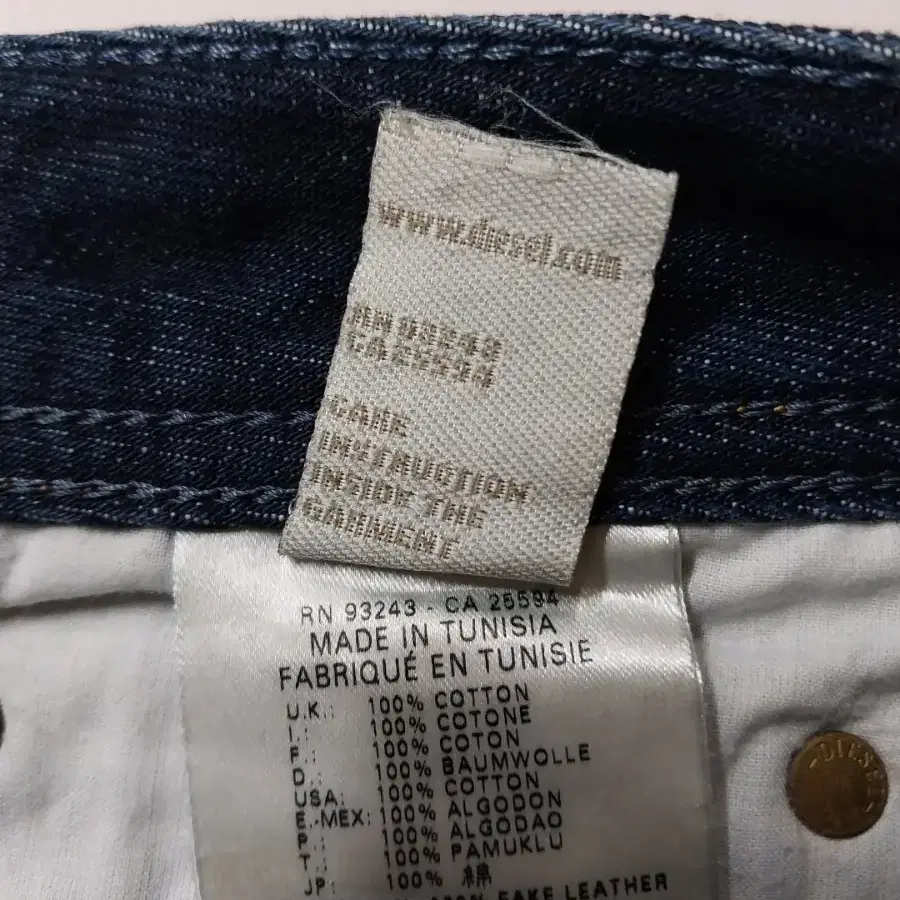 www.diesel.com
RN 93243
CA25594
CARE
INSTRUCTION
INSIDE THE
GARMENT
RN 93243 - CA 25594
MADE IN TUNISIA
FABRIQUÉ EN TUNISIE
U.K.: 100% COTTON
I.: 100% COTONE
F.: 100% COTON
D.: 100% BAUMWOLLE
USA: 100% COTTON
E.-MEX: 100% ALGODON
P.: 100% ALGODAO
T.: 100% PAMUKLU
JP: 100% 綿
100% FAKE LEATHER
DIESEL